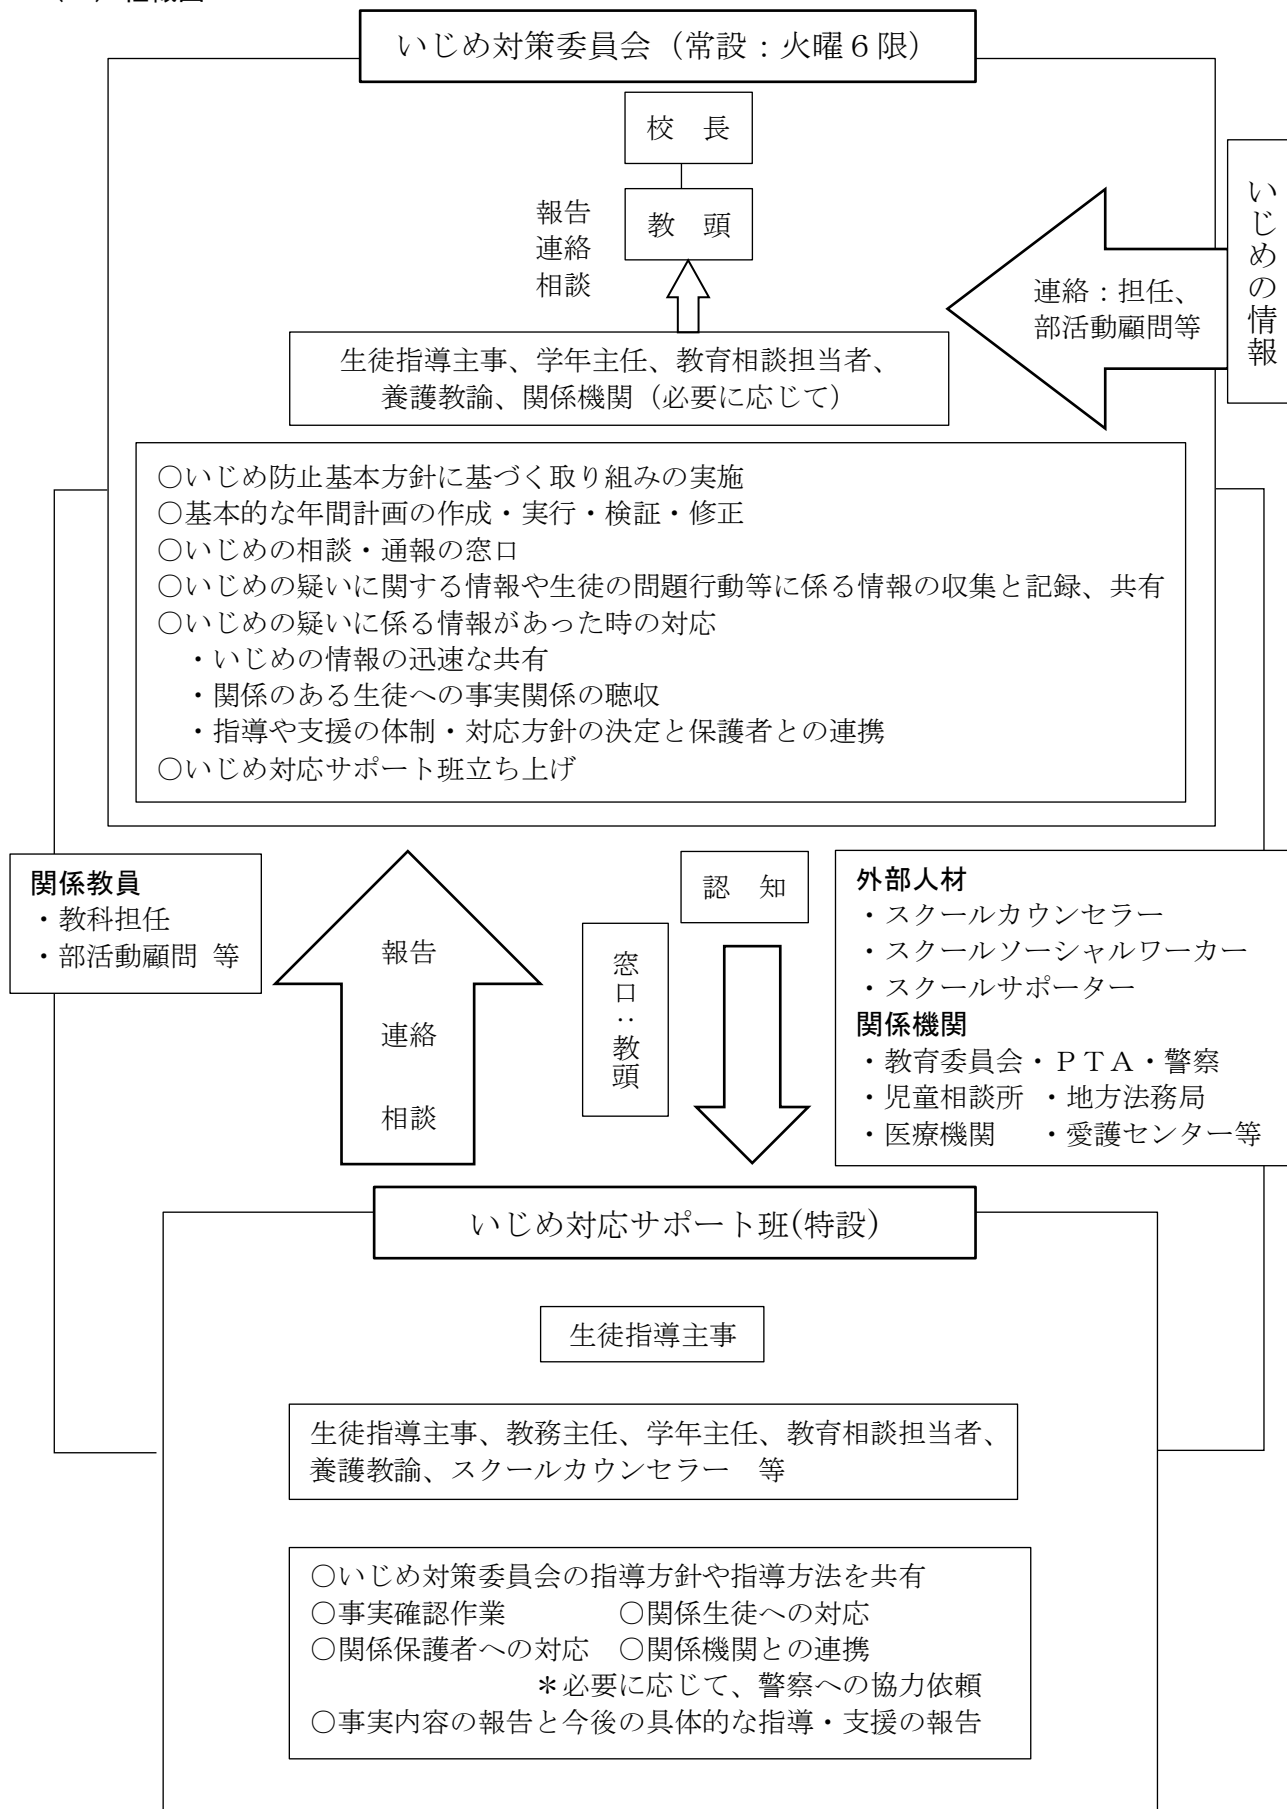 いじめ対策委員会（常設：火曜６限）
校　長
報告
連絡
相談
教　頭
いじめの情報
連絡：担任、
部活動顧問等
生徒指導主事、学年主任、教育相談担当者、
養護教諭、関係機関（必要に応じて）
○いじめ防止基本方針に基づく取り組みの実施
○基本的な年間計画の作成・実行・検証・修正
○いじめの相談・通報の窓口
○いじめの疑いに関する情報や生徒の問題行動等に係る情報の収集と記録、共有
○いじめの疑いに係る情報があった時の対応
・いじめの情報の迅速な共有
・関係のある生徒への事実関係の聴収
・指導や支援の体制・対応方針の決定と保護者との連携
○いじめ対応サポート班立ち上げ
関係教員
・教科担任
・部活動顧問 等
報告
連絡
相談
認　知
窓口：教頭
外部人材
・スクールカウンセラー
・スクールソーシャルワーカー
・スクールサポーター
関係機関
・教育委員会・ＰＴＡ・警察
・児童相談所 ・地方法務局
・医療機関　・愛護センター等
いじめ対応サポート班(特設)
生徒指導主事
生徒指導主事、教務主任、学年主任、教育相談担当者、
養護教諭、スクールカウンセラー　等
○いじめ対策委員会の指導方針や指導方法を共有
○事実確認作業　　　　○関係生徒への対応
○関係保護者への対応　○関係機関との連携
＊必要に応じて、警察への協力依頼
○事実内容の報告と今後の具体的な指導・支援の報告